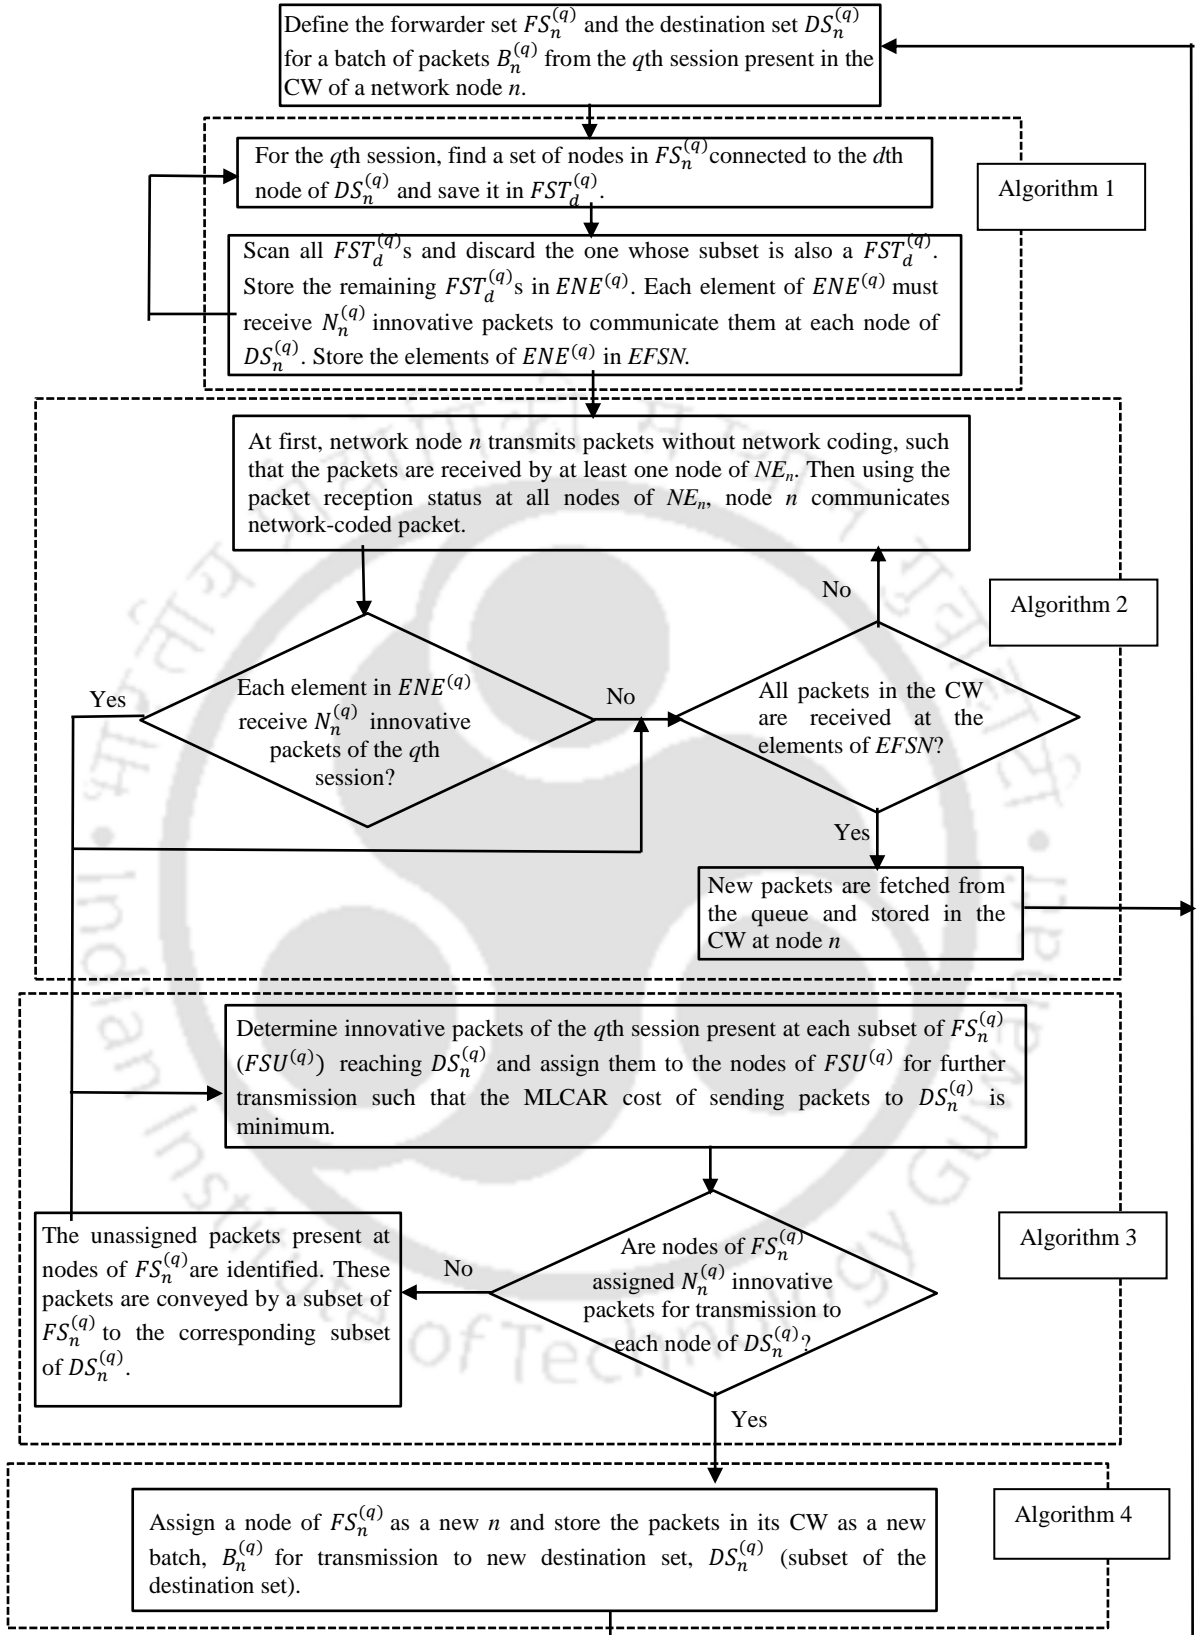 Define the forwarder set $FS_n^{(q)}$ and the destination set $DS_n^{(q)}$
for a batch of packets $B_n^{(q)}$ from the qth session present in the
CW of a network node n.
For the qth session, find a set of nodes in $FS_n^{(q)}$ connected to the dth
node of $DS_n^{(q)}$ and save it in $FST_d^{(q)}$.
Algorithm 1
Scan all $FST_d^{(q)}$s and discard the one whose subset is also a $FST_d^{(q)}$.
Store the remaining $FST_d^{(q)}$s in $ENE^{(q)}$. Each element of $ENE^{(q)}$ must
receive $N_n^{(q)}$ innovative packets to communicate them at each node of
$DS_n^{(q)}$. Store the elements of $ENE^{(q)}$ in EFSN.
At first, network node n transmits packets without network coding, such
that the packets are received by at least one node of $NE_n$. Then using the
packet reception status at all nodes of $NE_n$, node n communicates
network-coded packet.
No
Algorithm 2
Yes
Each element in $ENE^{(q)}$
receive $N_n^{(q)}$ innovative
packets of the qth
session?
No
All packets in the CW
are received at the
elements of EFSN?
Yes
New packets are fetched from
the queue and stored in the
CW at node n
Determine innovative packets of the qth session present at each subset of $FS_n^{(q)}$
($FSU^{(q)}$) reaching $DS_n^{(q)}$ and assign them to the nodes of $FSU^{(q)}$ for further
transmission such that the MLCAR cost of sending packets to $DS_n^{(q)}$ is
minimum.
The unassigned packets present at
nodes of $FS_n^{(q)}$ are identified. These
packets are conveyed by a subset of
$FS_n^{(q)}$ to the corresponding subset
of $DS_n^{(q)}$.
No
Are nodes of $FS_n^{(q)}$
assigned $N_n^{(q)}$ innovative
packets for transmission to
each node of $DS_n^{(q)}$?
Algorithm 3
Yes
Assign a node of $FS_n^{(q)}$ as a new n and store the packets in its CW as a new
batch, $B_n^{(q)}$ for transmission to new destination set, $DS_n^{(q)}$ (subset of the
destination set).
Algorithm 4
भारतीय प्रौद्योगिकी संस्थान गुवाहाटी
Indian Institute of Technology Guwahati